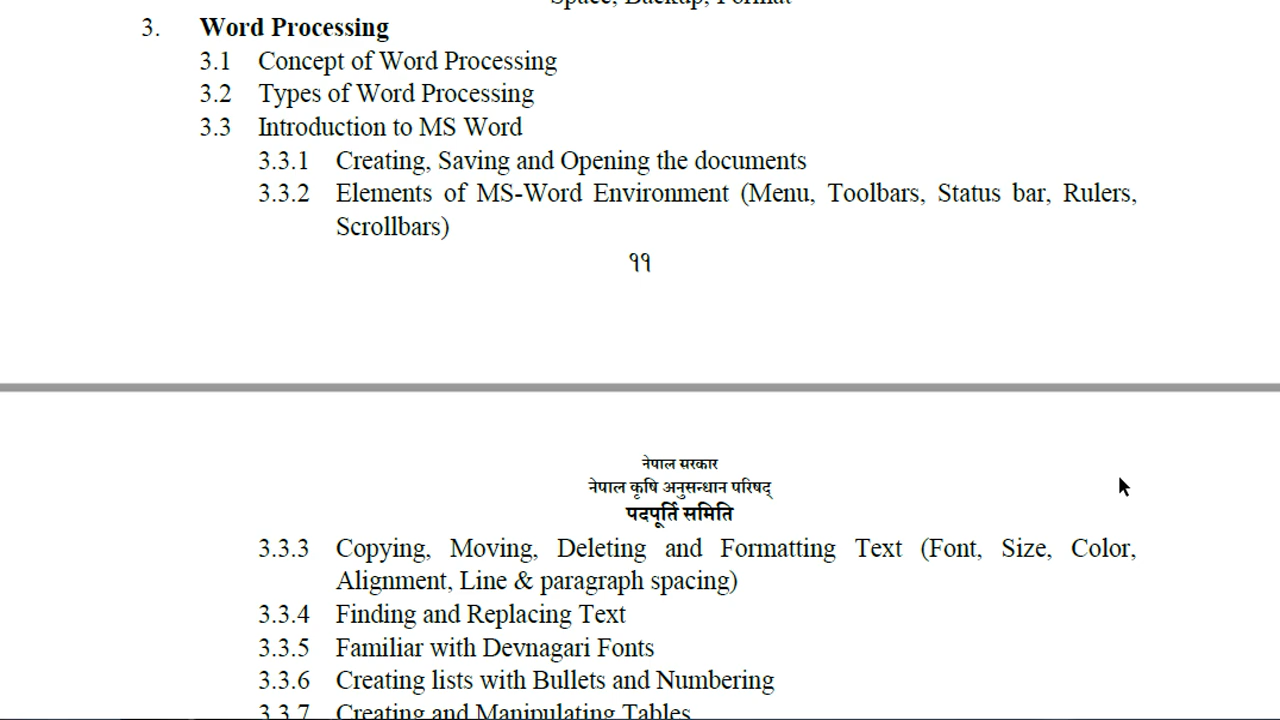 Space, Backup, Format
3. Word Processing
3.1 Concept of Word Processing
3.2 Types of Word Processing
3.3 Introduction to MS Word
3.3.1 Creating, Saving and Opening the documents
3.3.2 Elements of MS-Word Environment (Menu, Toolbars, Status bar, Rulers,
Scrollbars)
११
नेपाल सरकार
नेपाल कृषि अनुसन्धान परिषद्
पदपूर्ति समिति
3.3.3 Copying, Moving, Deleting and Formatting Text (Font, Size, Color,
Alignment, Line & paragraph spacing)
3.3.4 Finding and Replacing Text
3.3.5 Familiar with Devnagari Fonts
3.3.6 Creating lists with Bullets and Numbering
3.3.7 Creating and Manipulating Tables